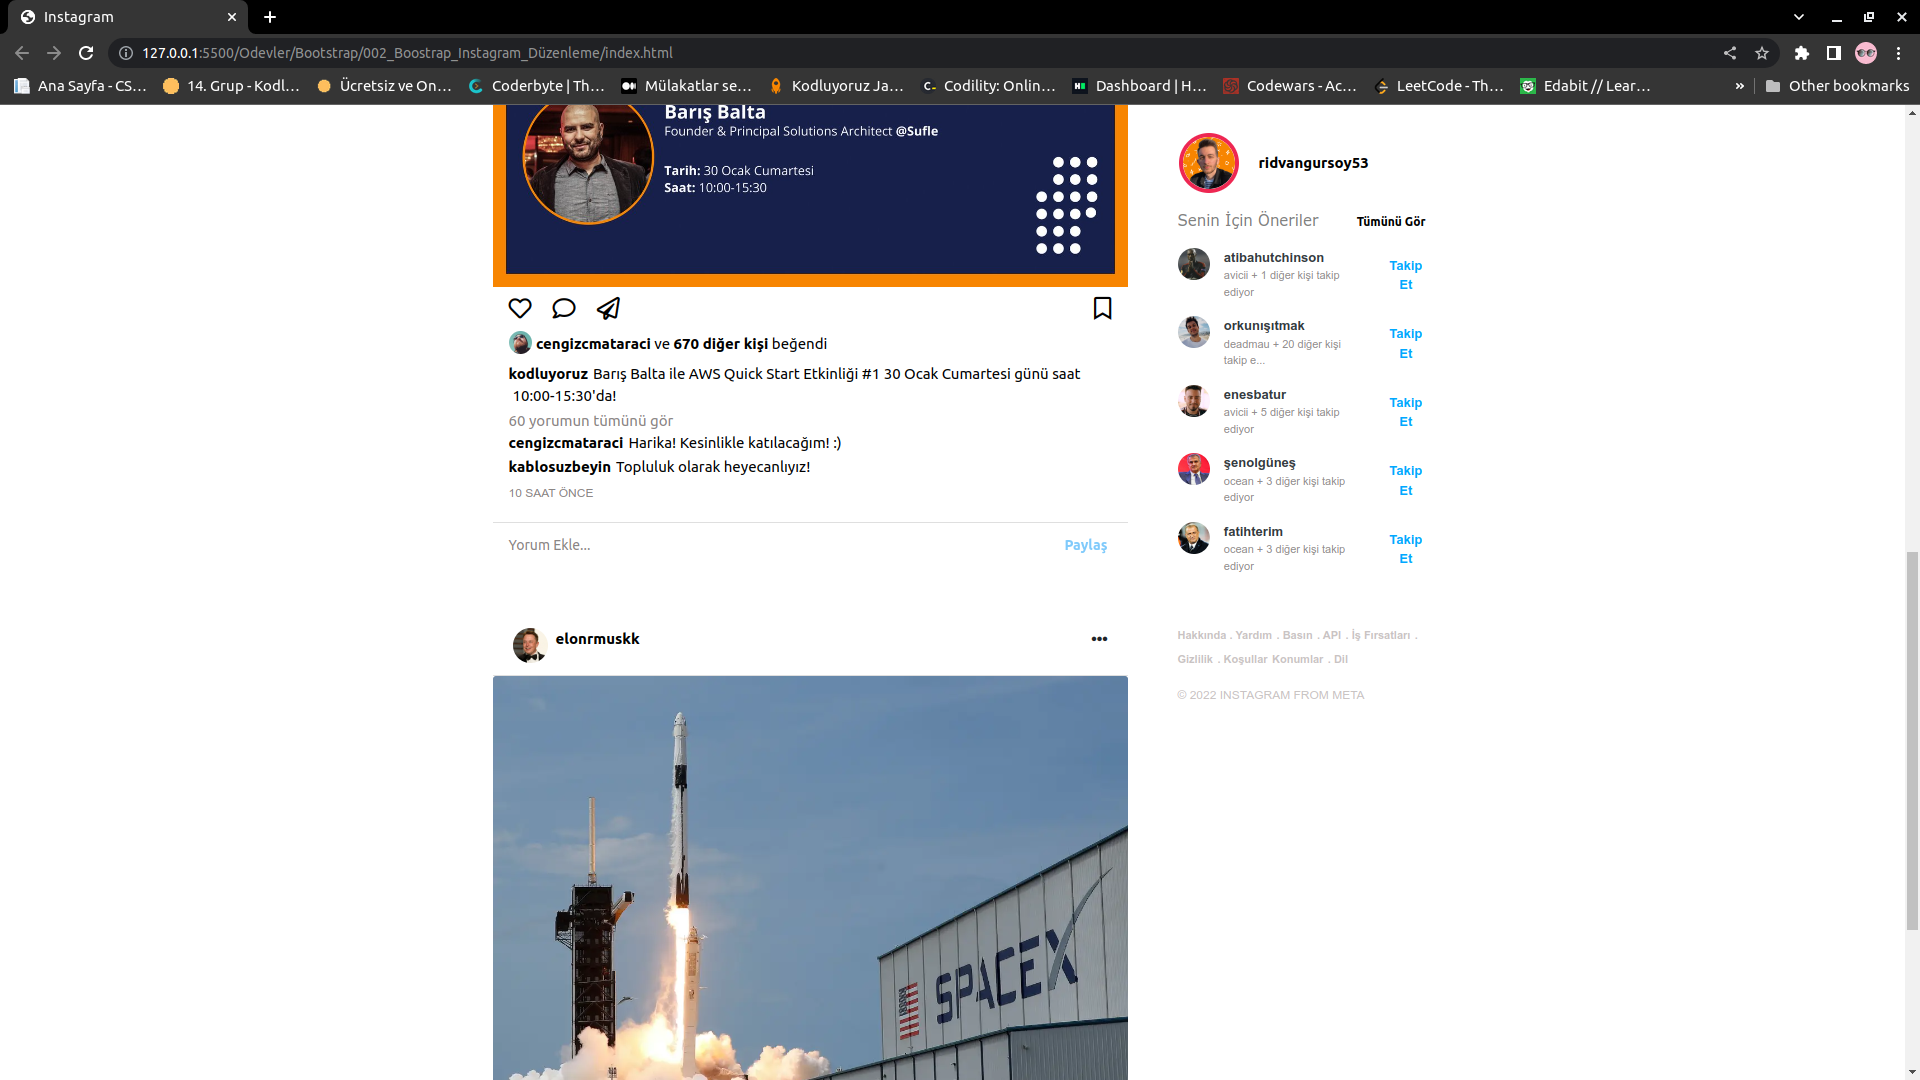 Instagram
127.0.0.1:5500/Odevler/Bootstrap/002_Boostrap_Instagram_Düzenleme/index.html
Ana Sayfa - CS...
14. Grup - Kodl...
Ücretsiz ve On...
Coderbyte | Th...
Mülakatlar se...
Kodluyoruz Ja...
Codility: Onlin...
Dashboard | H...
Codewars - Ac...
LeetCode - Th...
Edabit // Lear...
»
Other bookmarks
Barış Balta
Founder & Principal Solutions Architect @Sufle
Tarih: 30 Ocak Cumartesi
Saat: 10:00-15:30
cengizcmataraci ve 670 diğer kişi beğendi
kodluyoruz Barış Balta ile AWS Quick Start Etkinliği #1 30 Ocak Cumartesi günü saat
10:00-15:30'da!
60 yorumun tümünü gör
cengizcmataraci Harika! Kesinlikle katılacağım! :)
kablosuzbeyin Topluluk olarak heyecanlıyız!
10 SAAT ÖNCE
Yorum Ekle...
Paylaş
elonrmuskk
SPACEX
ridvangursoy53
Senin İçin Öneriler
Tümünü Gör
atibahutchinson
avicii + 1 diğer kişi takip
ediyor
Takip
Et
orkunışıtmak
deadmau + 20 diğer kişi
takip e...
Takip
Et
enesbatur
avicii + 5 diğer kişi takip
ediyor
Takip
Et
şenolgüneş
ocean + 3 diğer kişi takip
ediyor
Takip
Et
fatihterim
ocean + 3 diğer kişi takip
ediyor
Takip
Et
Hakkında . Yardım . Basın . API . İş Fırsatları .
Gizlilik . Koşullar Konumlar . Dil
© 2022 INSTAGRAM FROM META